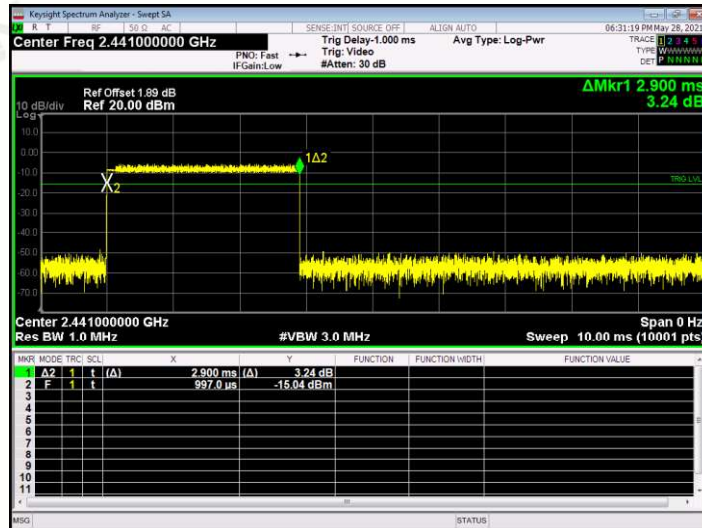 Keysight Spectrum Analyzer - Swept SA
R T RF 50 Ω AC SENSE:INT SOURCE OFF ALIGN AUTO 06:31:19 PM May 28, 2021
Center Freq 2.441000000 GHz
PNO: Fast
IFGain:Low
Trig Delay-1.000 ms
Trig: Video
#Atten: 30 dB
Avg Type: Log-Pwr
TRACE 1 2 3 4 5
TYPE
DET P N N N N
ΔMkr1 2.900 ms
3.24 dB
Ref Offset 1.89 dB
10 dB/div Ref 20.00 dBm
Log
10.0
0.00
-10.0
-20.0
-30.0
-40.0
-50.0
-60.0
-70.0
1Δ2
2
TRIG LVL
Center 2.441000000 GHz Span 0 Hz
Res BW 1.0 MHz #VBW 3.0 MHz Sweep 10.00 ms (10001 pts)
MKR MODE TRC SCL X Y FUNCTION FUNCTION WIDTH FUNCTION VALUE
1 Δ2 1 t (Δ) 2.900 ms (Δ) 3.24 dB
2 F 1 t 997.0 µs -15.04 dBm
3
4
5
6
7
8
9
10
11
MSG STATUS